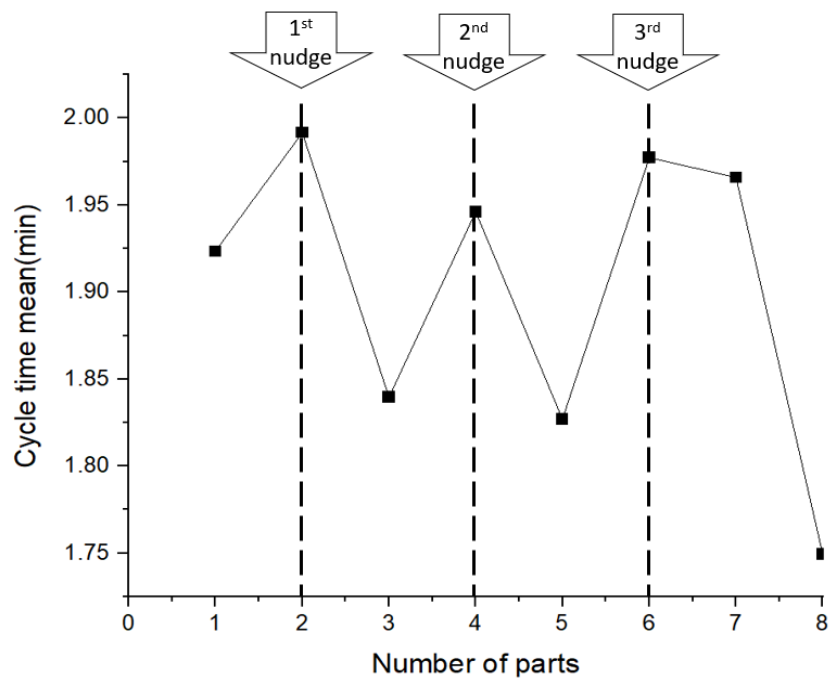 1st
nudge
2nd
nudge
3rd
nudge
2.00
1.95
1.90
1.85
1.80
1.75
Cycle time mean(min)
0 1 2 3 4 5 6 7 8
Number of parts